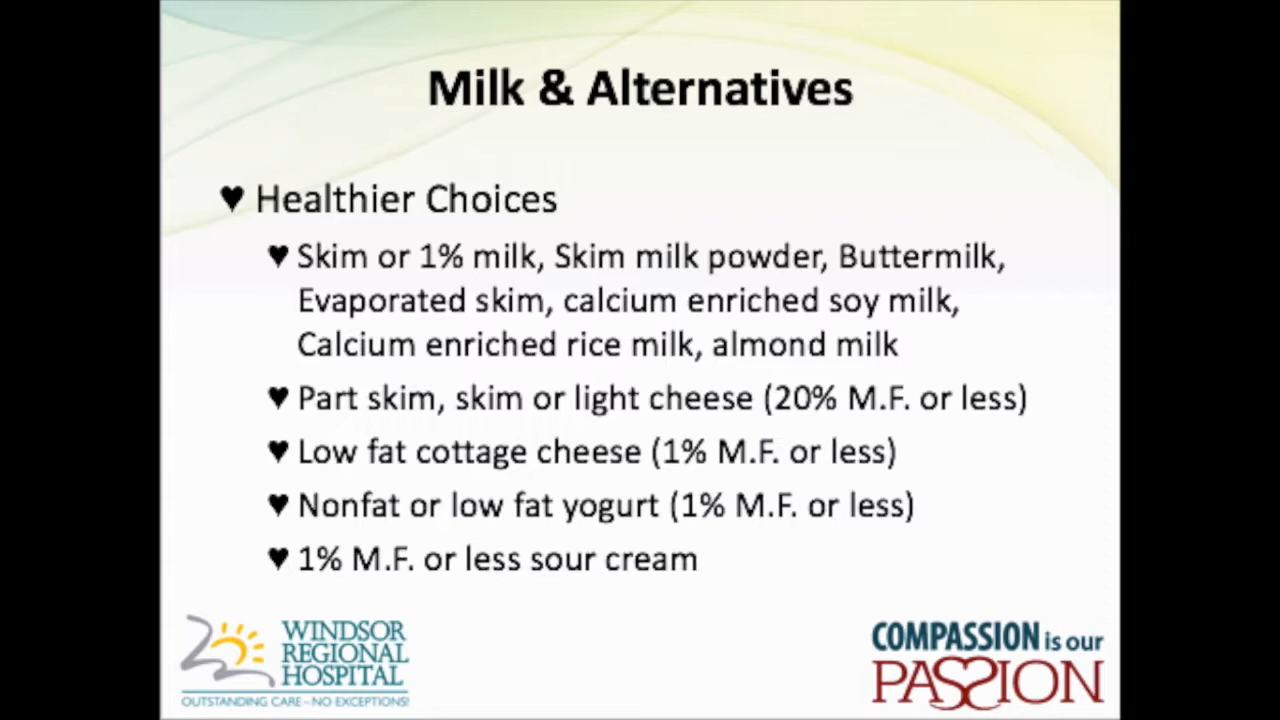 Milk & Alternatives
♥ Healthier Choices
♥ Skim or 1% milk, Skim milk powder, Buttermilk,
Evaporated skim, calcium enriched soy milk,
Calcium enriched rice milk, almond milk
♥ Part skim, skim or light cheese (20% M.F. or less)
♥ Low fat cottage cheese (1% M.F. or less)
♥ Nonfat or low fat yogurt (1% M.F. or less)
♥ 1% M.F. or less sour cream
WINDSOR
REGIONAL
HOSPITAL
OUTSTANDING CARE – NO EXCEPTIONS!
COMPASSION is our
PASSION